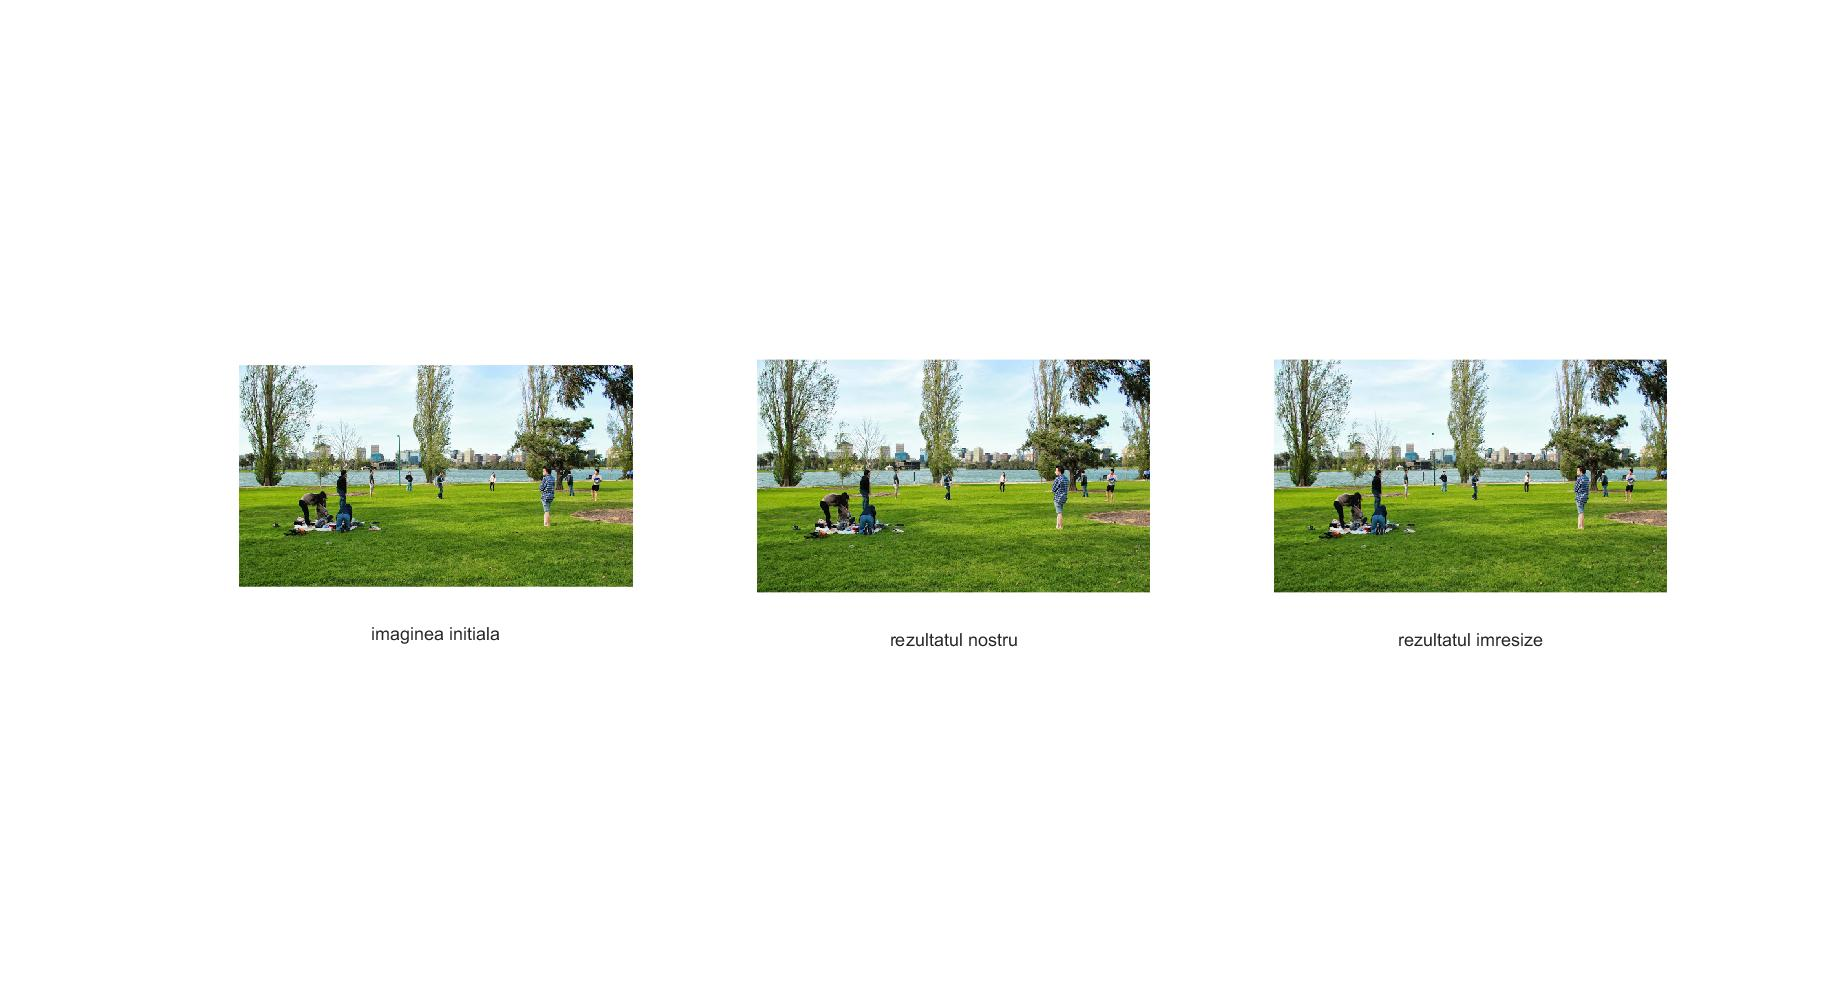 imaginea initiala
rezultatul nostru
rezultatul imresize